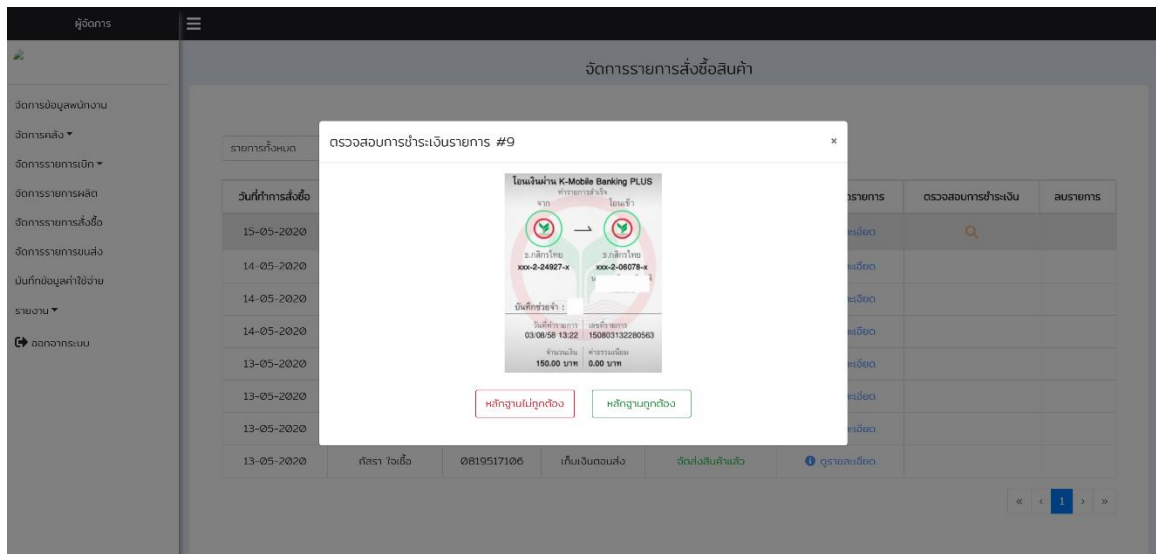 ผู้จัดการ
จัดการรายการสั่งซื้อสินค้า
จัดการข้อมูลพนักงาน
จัดการคลัง
จัดการรายการเบิก
จัดการรายการผลิต
จัดการรายการสั่งซื้อ
จัดการรายการขนส่ง
บันทึกข้อมูลค่าใช้จ่าย
รายงาน
ออกจากระบบ
รายการทั้งหมด
ตรวจสอบการชำระเงินรายการ #9
×
โอนเงินผ่าน K-Mobile Banking PLUS
ทำรายการสำเร็จ
จาก โอนเข้า
ธ.กสิกรไทย ธ.กสิกรไทย
xxx-2-24927-x xxx-2-06078-x
บันทึกช่วยจำ :
วันที่ทำรายการ เลขที่รายการ
03/08/58 13:22 150803132280563
จำนวนเงิน ค่าธรรมเนียม
150.00 บาท 0.00 บาท
หลักฐานไม่ถูกต้อง หลักฐานถูกต้อง
วันที่ทำการสั่งซื้อ ตรวจสอบการชำระเงิน ลบรายการ
15-05-2020
14-05-2020
14-05-2020
14-05-2020
13-05-2020
13-05-2020
13-05-2020
13-05-2020 ภัสรา ใจเอื้อ 0819517106 เก็บเงินตอนส่ง จัดส่งสินค้าแล้ว ดูรายละเอียด
« ‹ 1 › »